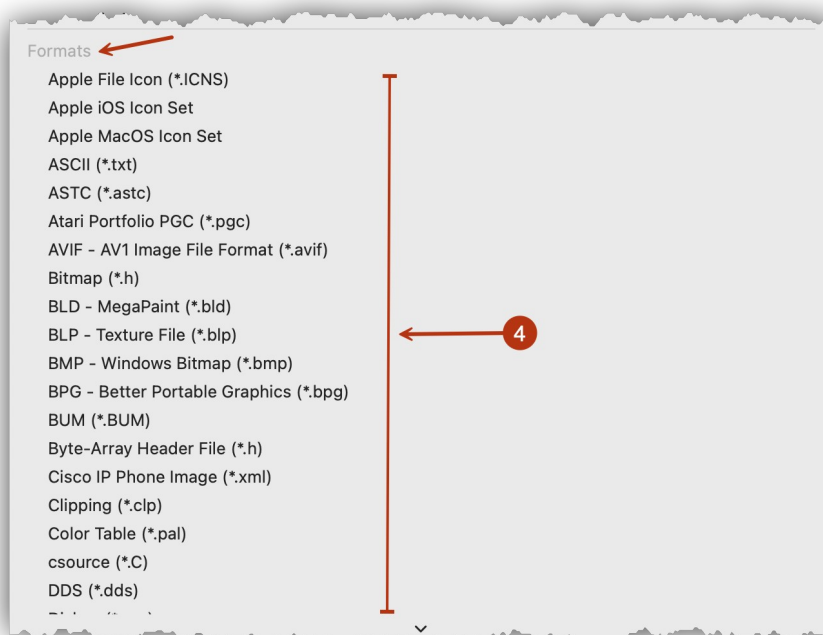 Formats
Apple File Icon (*.ICNS)
Apple iOS Icon Set
Apple MacOS Icon Set
ASCII (*.txt)
ASTC (*.astc)
Atari Portfolio PGC (*.pgc)
AVIF - AV1 Image File Format (*.avif)
Bitmap (*.h)
BLD - MegaPaint (*.bld)
BLP - Texture File (*.blp)
4
BMP - Windows Bitmap (*.bmp)
BPG - Better Portable Graphics (*.bpg)
BUM (*.BUM)
Byte-Array Header File (*.h)
Cisco IP Phone Image (*.xml)
Clipping (*.clp)
Color Table (*.pal)
csource (*.C)
DDS (*.dds)